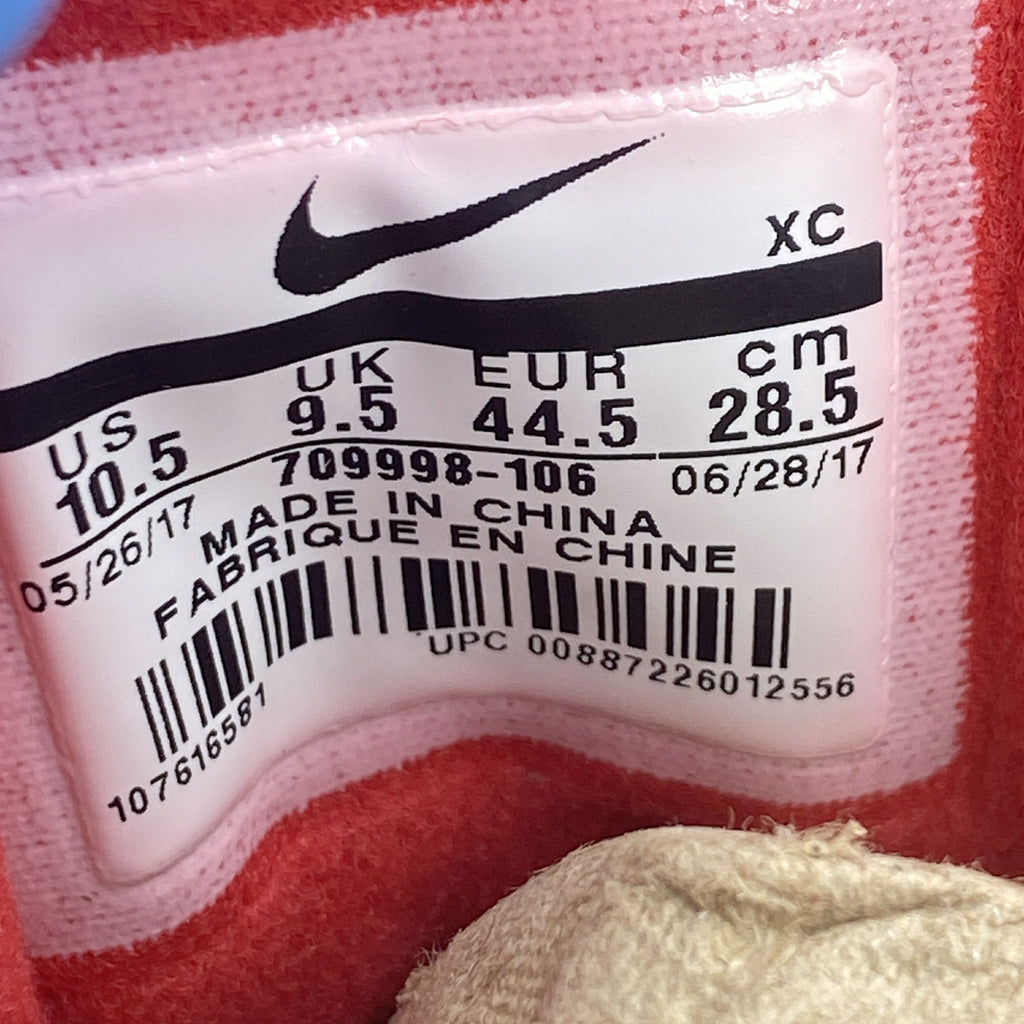 XC
US UK EUR cm
10.5 9.5 44.5 28.5
05/26/17 709998-106 06/28/17
MADE IN CHINA
FABRIQUE EN CHINE
UPC 00887226012556
107616581